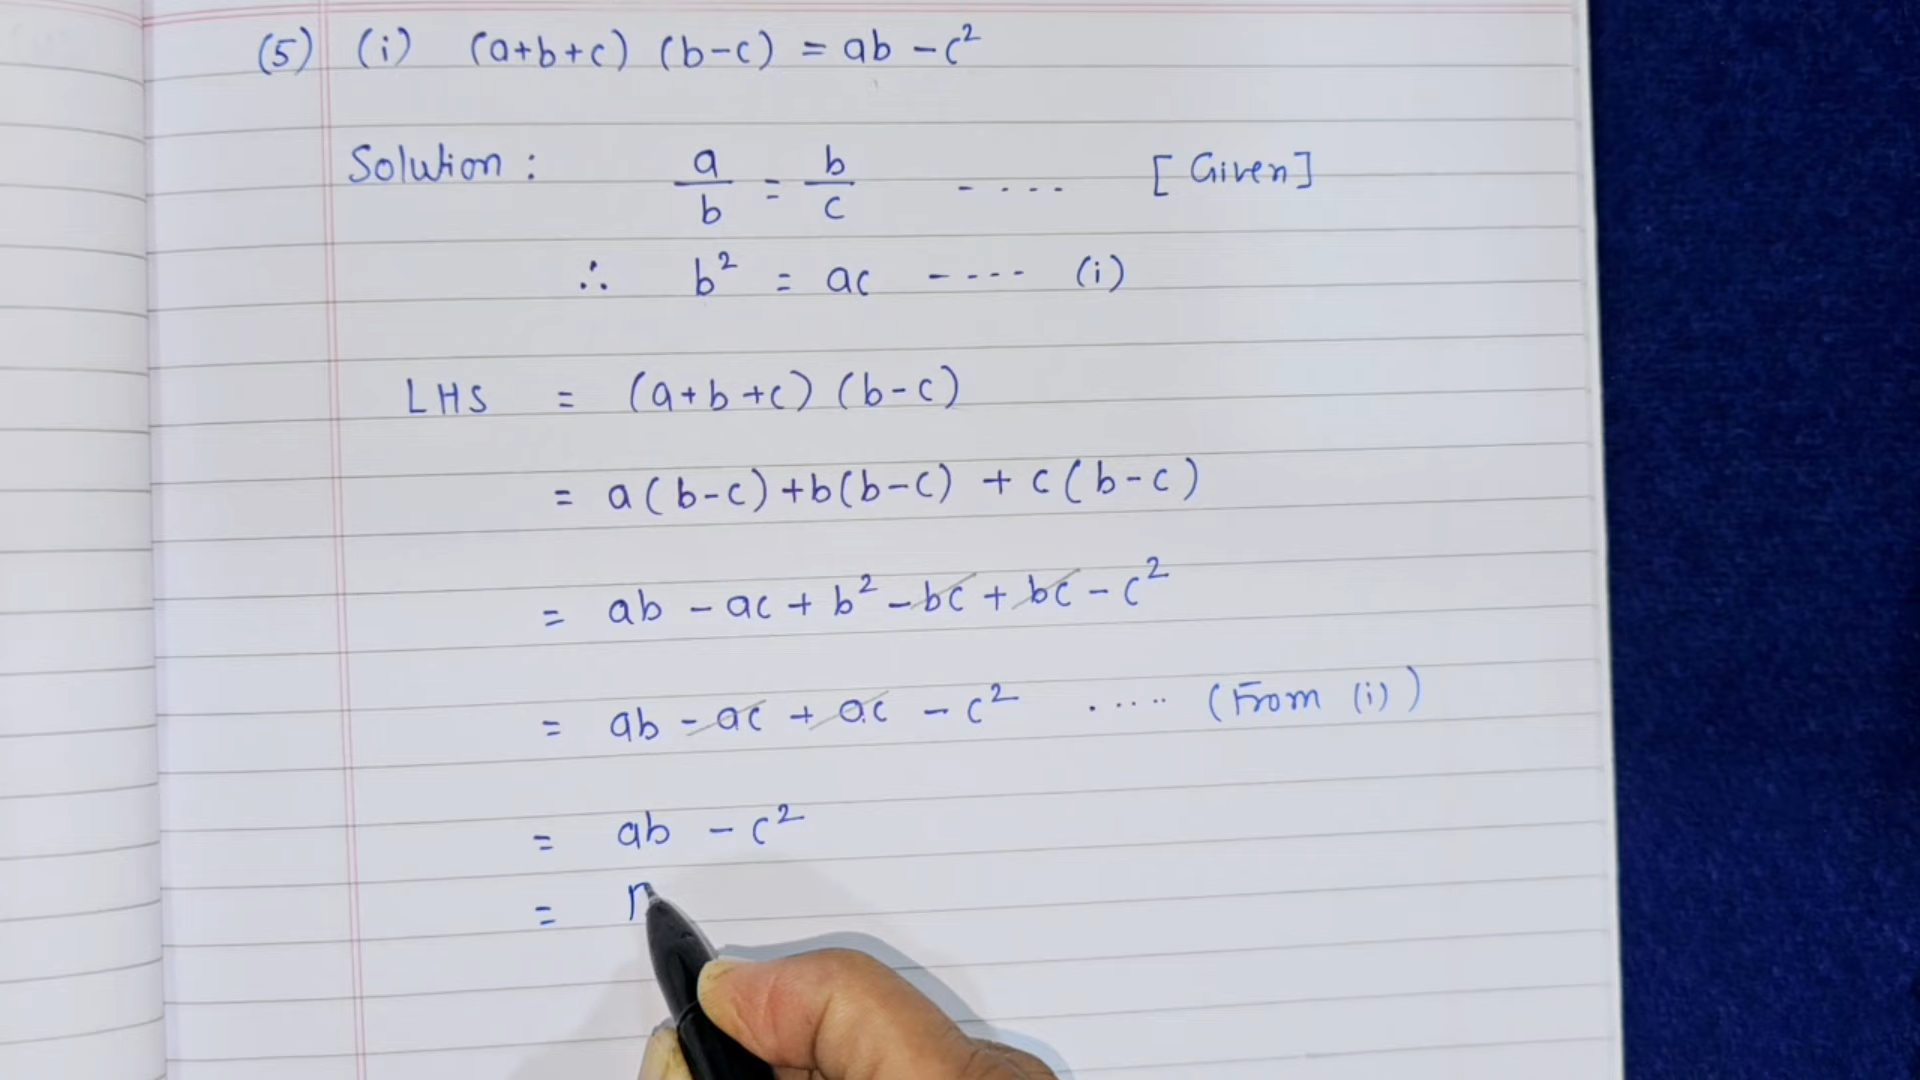 (5) (i) (a+b+c) (b-c) = ab - c²
Solution : a/b = b/c - .... [Given]
∴ b² = ac ----- (i)
LHS = (a+b+c) (b-c)
= a(b-c)+b(b-c) + c(b-c)
= ab - ac + b² - bc + bc - c²
= ab - ac + ac - c² ..... (From (i))
= ab - c²
=